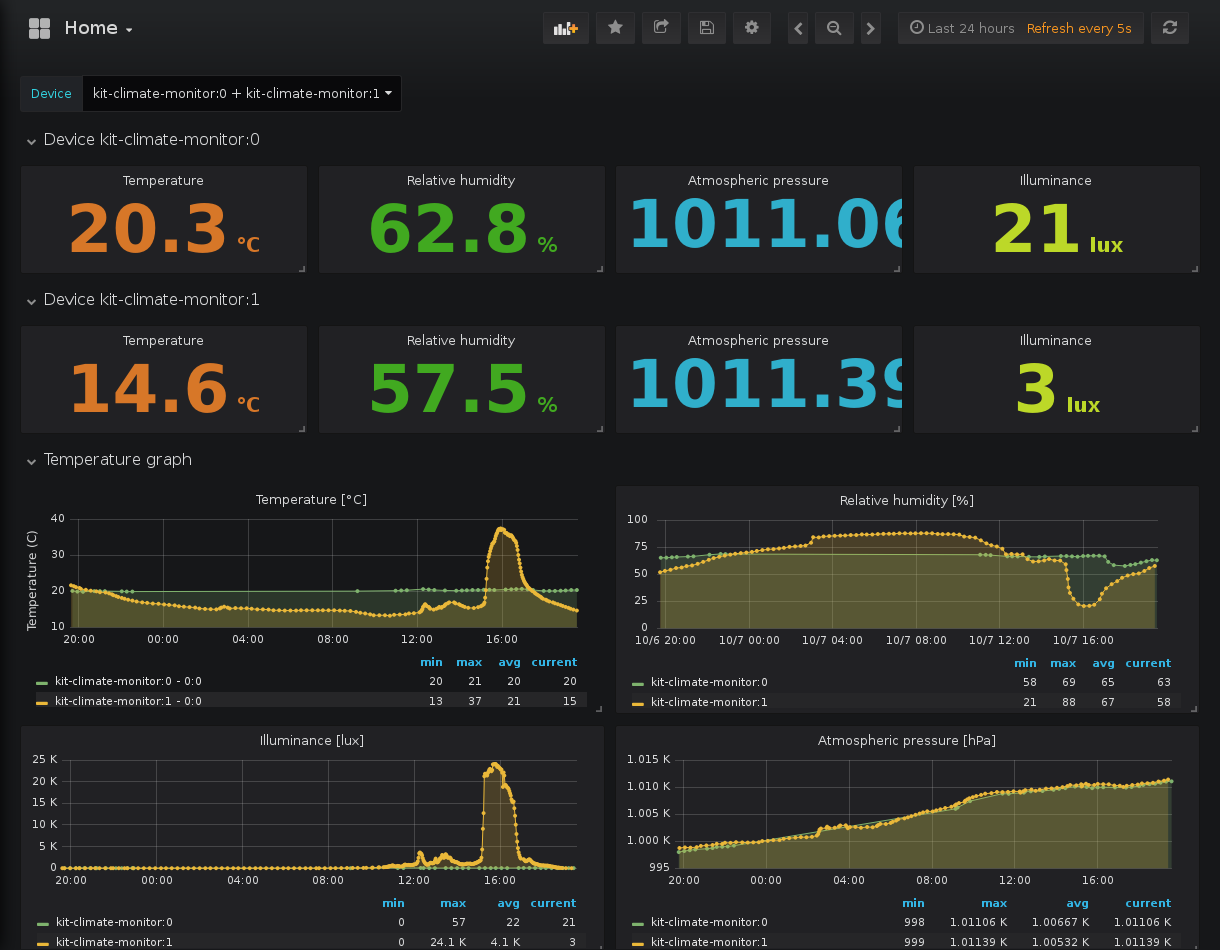 Home
Last 24 hours Refresh every 5s
Device kit-climate-monitor:0 + kit-climate-monitor:1
Device kit-climate-monitor:0
Temperature Relative humidity Atmospheric pressure Illuminance
20.3 °C 62.8 % 1011.06 21 lux
Device kit-climate-monitor:1
Temperature Relative humidity Atmospheric pressure Illuminance
14.6 °C 57.5 % 1011.39 3 lux
Temperature graph
Temperature [°C]
Temperature (C)
40
30
20
10
20:00 00:00 04:00 08:00 12:00 16:00
min max avg current
kit-climate-monitor:0 - 0:0 20 21 20 20
kit-climate-monitor:1 - 0:0 13 37 21 15
Relative humidity [%]
100
75
50
25
0
10/6 20:00 10/7 00:00 10/7 04:00 10/7 08:00 10/7 12:00 10/7 16:00
min max avg current
kit-climate-monitor:0 58 69 65 63
kit-climate-monitor:1 21 88 67 58
Illuminance [lux]
25 K
20 K
15 K
10 K
5 K
0
20:00 00:00 04:00 08:00 12:00 16:00
min max avg current
kit-climate-monitor:0 0 57 22 21
kit-climate-monitor:1 0 24.1 K 4.1 K 3
Atmospheric pressure [hPa]
1.015 K
1.010 K
1.005 K
1.000 K
995
20:00 00:00 04:00 08:00 12:00 16:00
min max avg current
kit-climate-monitor:0 998 1.01106 K 1.00667 K 1.01106 K
kit-climate-monitor:1 999 1.01139 K 1.00532 K 1.01139 K